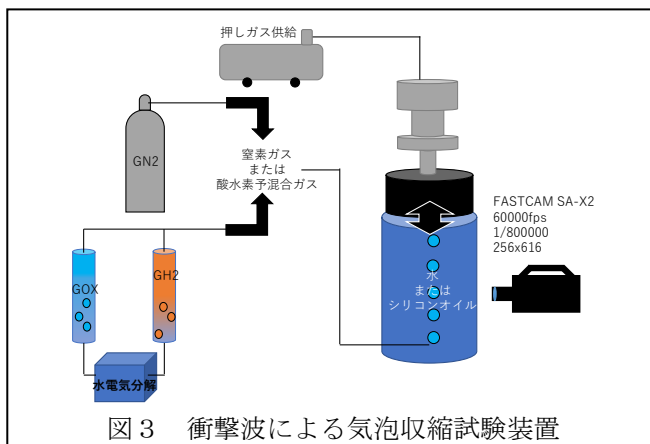 押しガス供給
GN2
窒素ガス
または
酸水素予混合ガス
FASTCAM SA-X2
60000fps
1/800000
256x616
GOX
GH2
水
または
シリコンオイル
水電気分解
図３　衝撃波による気泡収縮試験装置